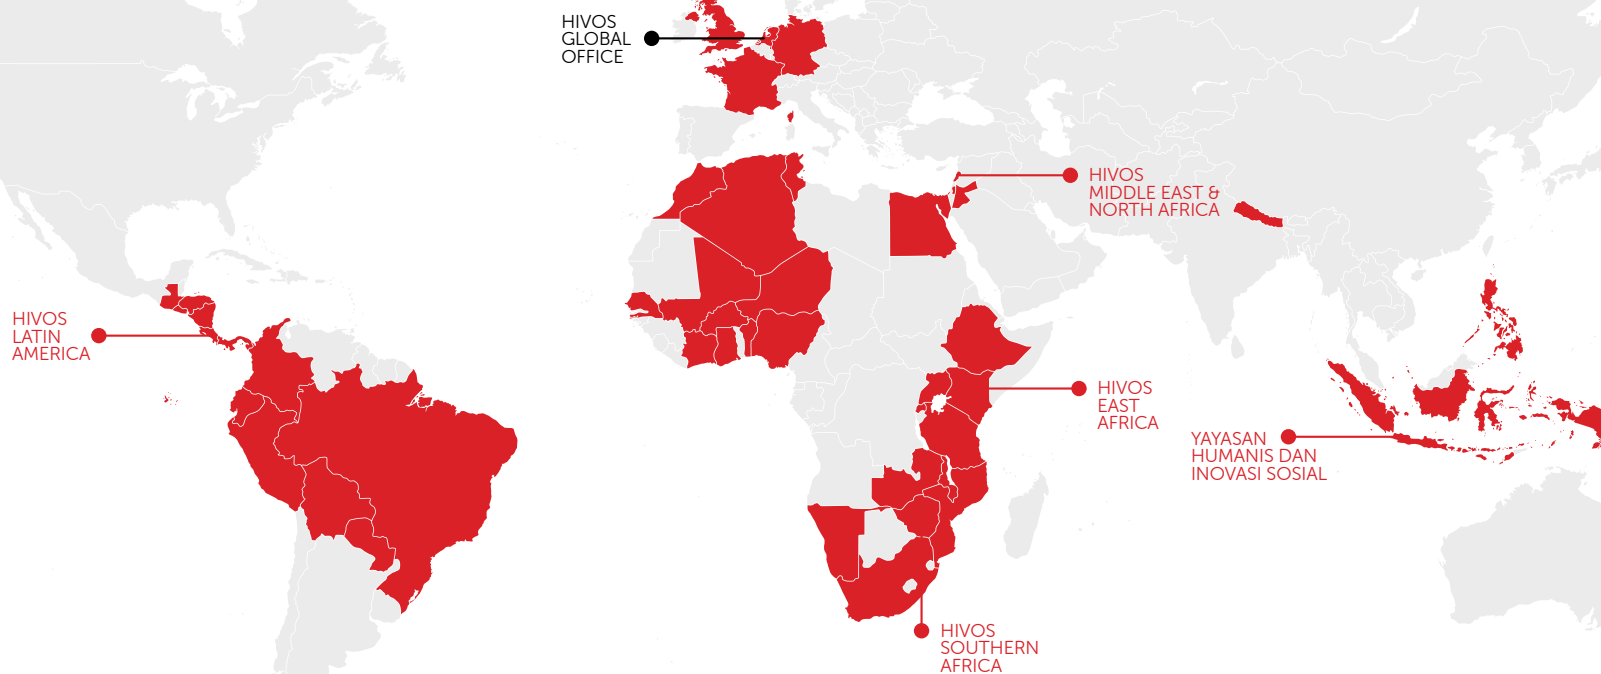 HIVOS
GLOBAL
OFFICE
HIVOS
MIDDLE EAST &
NORTH AFRICA
HIVOS
LATIN
AMERICA
HIVOS
EAST
AFRICA
YAYASAN
HUMANIS DAN
INOVASI SOSIAL
HIVOS
SOUTHERN
AFRICA